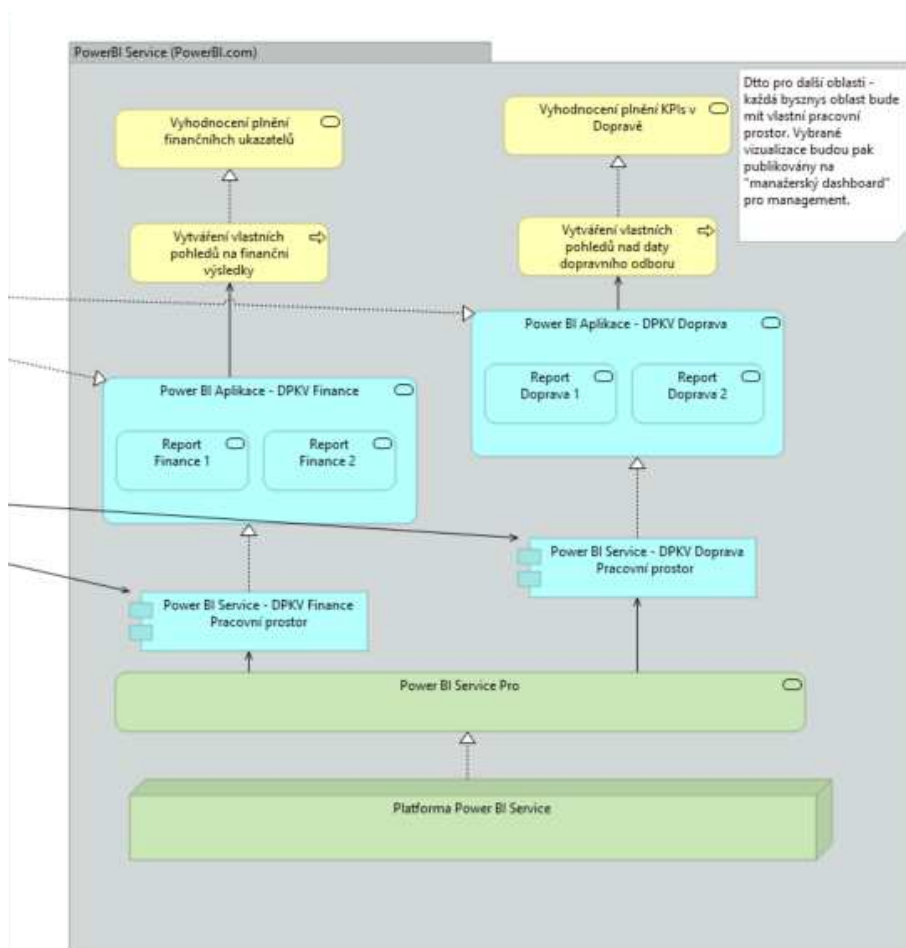 PowerBI Service (PowerBI.com)
Vyhodnocení plnění
finančníhch ukazatelů
Vyhodnocení plnění KPIs v
Dopravě
Dtto pro další oblasti -
každá bysznys oblast bude
mít vlastní pracovní
prostor. Vybrané
vizualizace budou pak
publikovány na
"manažerský dashboard"
pro management.
Vytváření vlastních
pohledů na finanční
výsledky
Vytváření vlastních
pohledů nad daty
dopravního odboru
Power BI Aplikace - DPKV Doprava
Report
Doprava 1
Report
Doprava 2
Power BI Aplikace - DPKV Finance
Report
Finance 1
Report
Finance 2
Power BI Service - DPKV Doprava
Pracovní prostor
Power BI Service - DPKV Finance
Pracovní prostor
Power BI Service Pro
Platforma Power BI Service